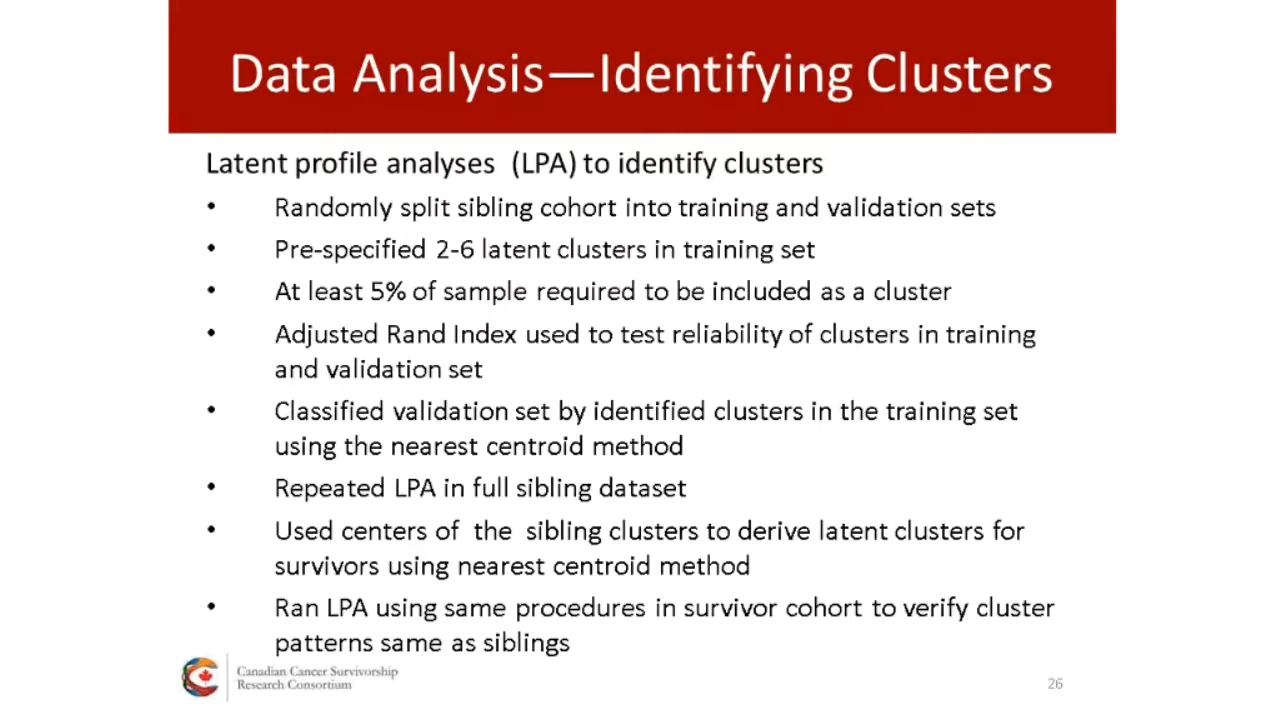 Data Analysis—Identifying Clusters
Latent profile analyses (LPA) to identify clusters
• Randomly split sibling cohort into training and validation sets
• Pre-specified 2-6 latent clusters in training set
• At least 5% of sample required to be included as a cluster
• Adjusted Rand Index used to test reliability of clusters in training
and validation set
• Classified validation set by identified clusters in the training set
using the nearest centroid method
• Repeated LPA in full sibling dataset
• Used centers of the sibling clusters to derive latent clusters for
survivors using nearest centroid method
• Ran LPA using same procedures in survivor cohort to verify cluster
patterns same as siblings
Canadian Cancer Survivorship
Research Consortium
26